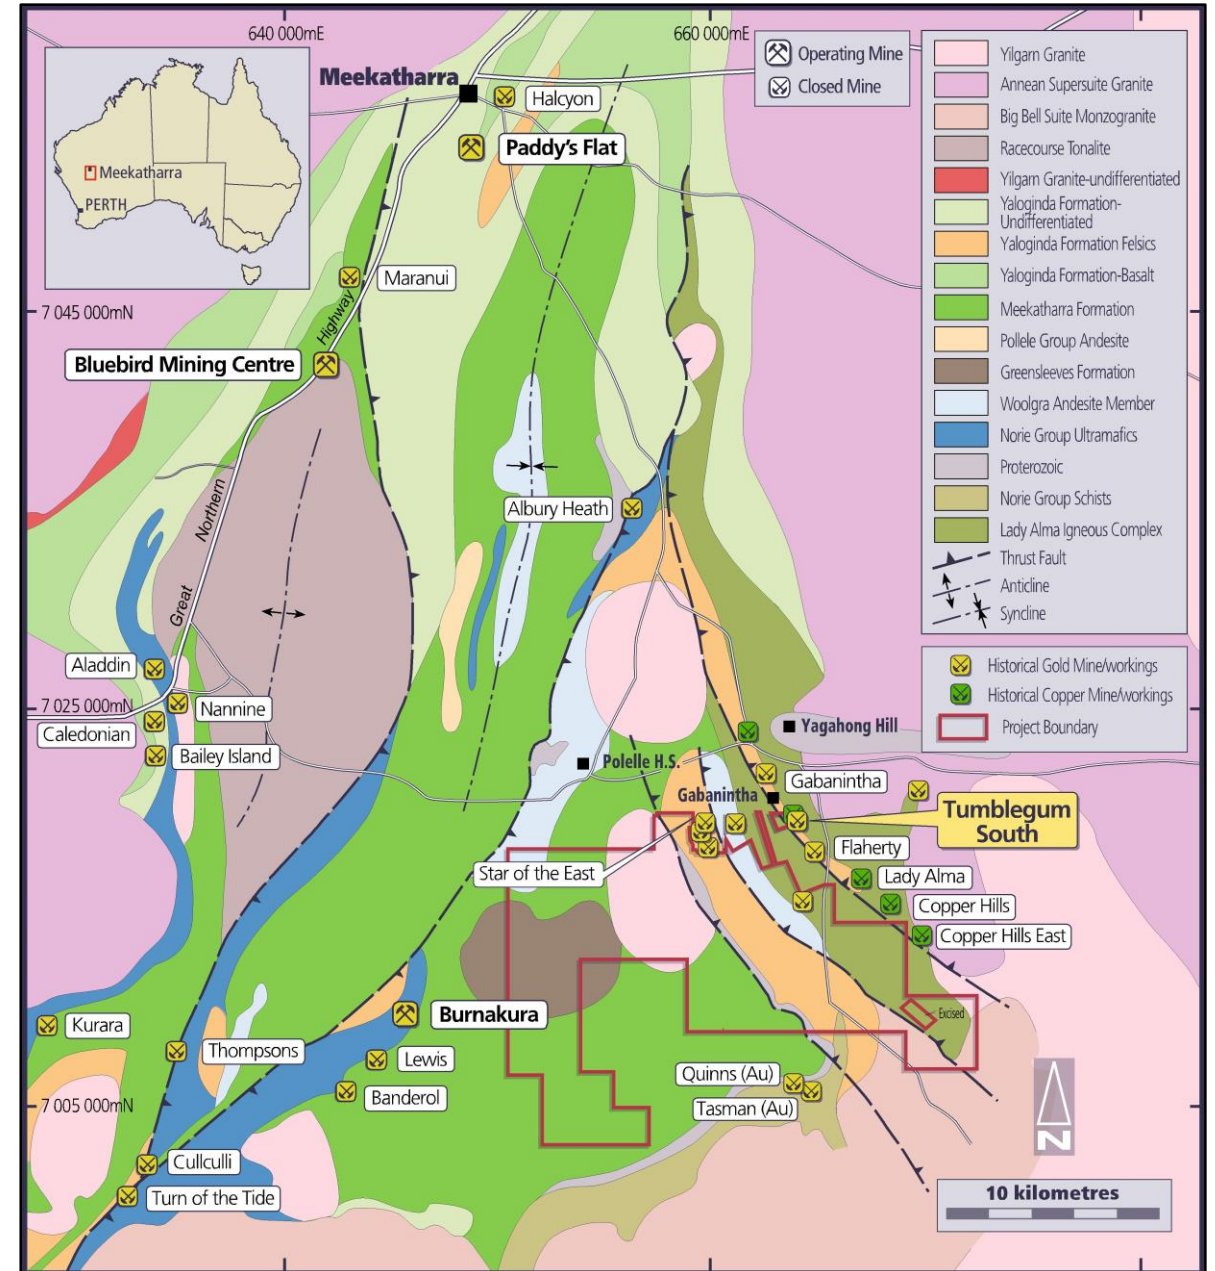 640 000mE
660 000mE
Meekatharra
Halcyon
Paddy's Flat
Meekatharra
PERTH
Operating Mine
Closed Mine
Yilgarn Granite
Annean Supersuite Granite
Big Bell Suite Monzogranite
Racecourse Tonalite
Yilgarn Granite-undifferentiated
Yaloginda Formation-
Undifferentiated
Yaloginda Formation Felsics
Yaloginda Formation-Basalt
Meekatharra Formation
Pollele Group Andesite
Greensleeves Formation
Woolgra Andesite Member
Norie Group Ultramafics
Proterozoic
Norie Group Schists
Lady Alma Igneous Complex
Thrust Fault
Anticline
Syncline
Historical Gold Mine/workings
Historical Copper Mine/workings
Project Boundary
Maranui
7 045 000mN
Highway
Bluebird Mining Centre
Northern
Great
Albury Heath
Aladdin
Nannine
7 025 000mN
Caledonian
Bailey Island
Yagahong Hill
Polelle H.S.
Gabanintha
Gabanintha
Tumblegum
South
Star of the East
Flaherty
Lady Alma
Copper Hills
Copper Hills East
Excised
Burnakura
Kurara
Thompsons
Lewis
Banderol
Quinns (Au)
Tasman (Au)
7 005 000mN
Cullculli
Turn of the Tide
N
10 kilometres